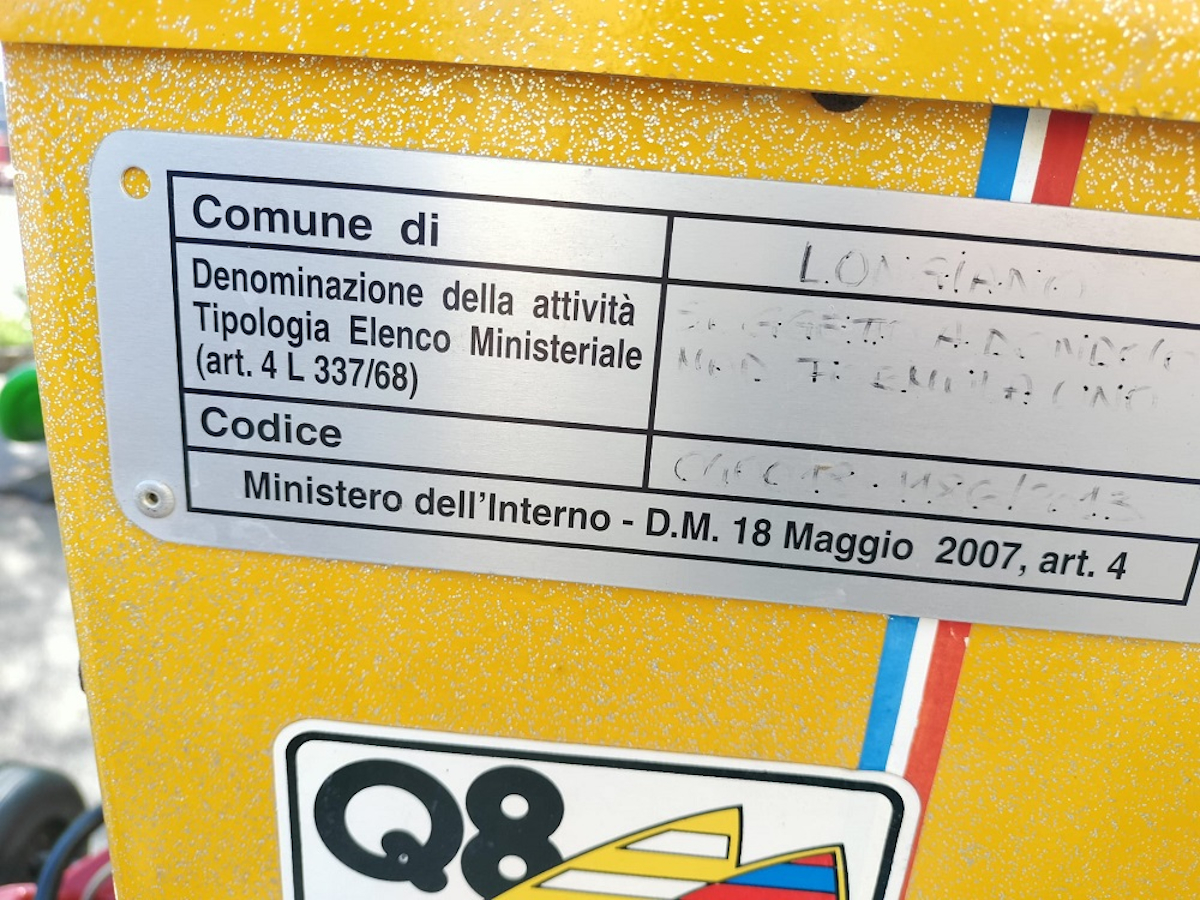 Comune di
LONGIANO
Denominazione della attività
Tipologia Elenco Ministeriale
(art. 4 L 337/68)
Codice
Ministero dell'Interno - D.M. 18 Maggio 2007, art. 4
Q8